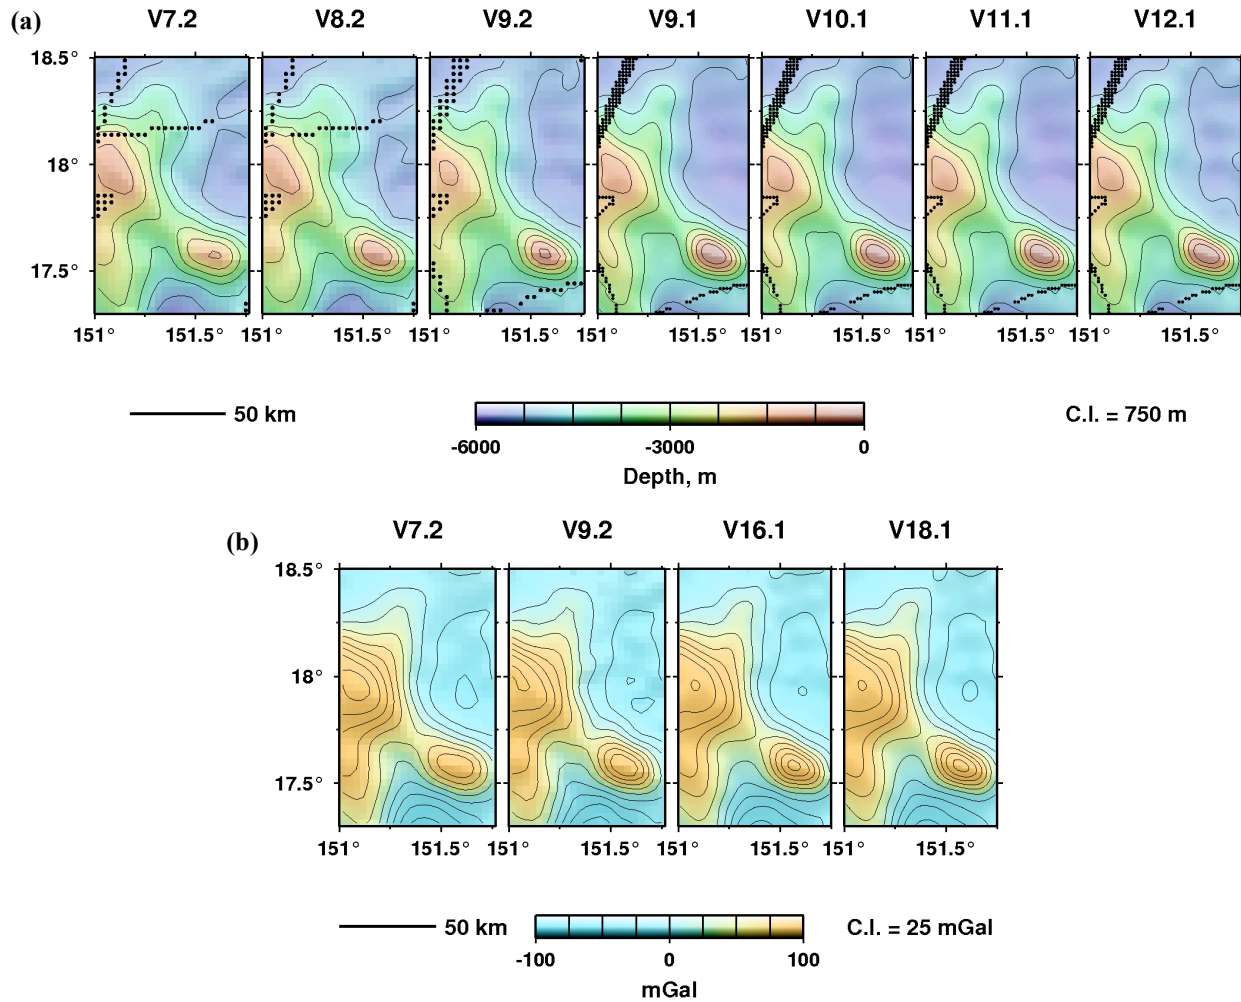 (a) V7.2 V8.2 V9.2 V9.1 V10.1 V11.1 V12.1
18.5°
18°
17.5°
151° 151.5° 151° 151.5° 151° 151.5° 151° 151.5° 151° 151.5° 151° 151.5° 151° 151.5°
50 km C.I. = 750 m
-6000 -3000 0
Depth, m
(b) V7.2 V9.2 V16.1 V18.1
18.5°
18°
17.5°
151° 151.5° 151° 151.5° 151° 151.5° 151° 151.5°
50 km C.I. = 25 mGal
-100 0 100
mGal